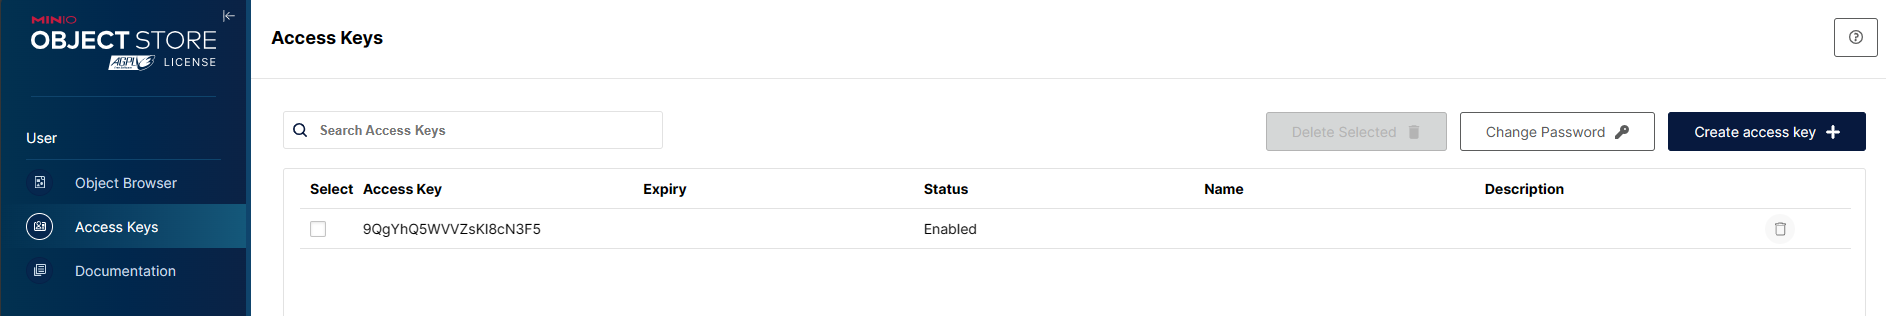 MINIO
OBJECT STORE
AGPL
LICENSE
User
Object Browser
Access Keys
Documentation
Access Keys
Search Access Keys
Delete Selected
Change Password
Create access key
Select Access Key Expiry Status Name Description
9QgYhQ5WVVZsKI8cN3F5 Enabled